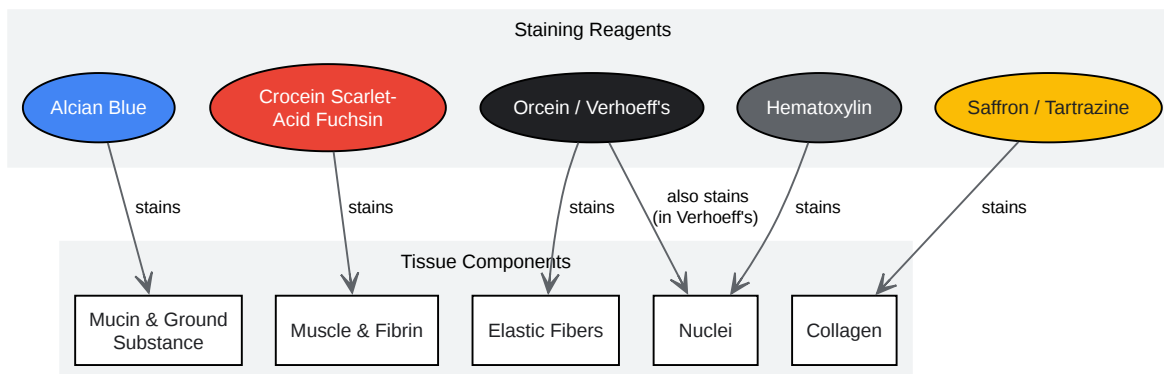 Staining Reagents
Alcian Blue
Crocein Scarlet-
Acid Fuchsin
Orcein / Verhoeff's
Hematoxylin
Saffron / Tartrazine
stains
stains
stains
also stains
(in Verhoeff's)
stains
stains
Tissue Components
Mucin & Ground
Substance
Muscle & Fibrin
Elastic Fibers
Nuclei
Collagen